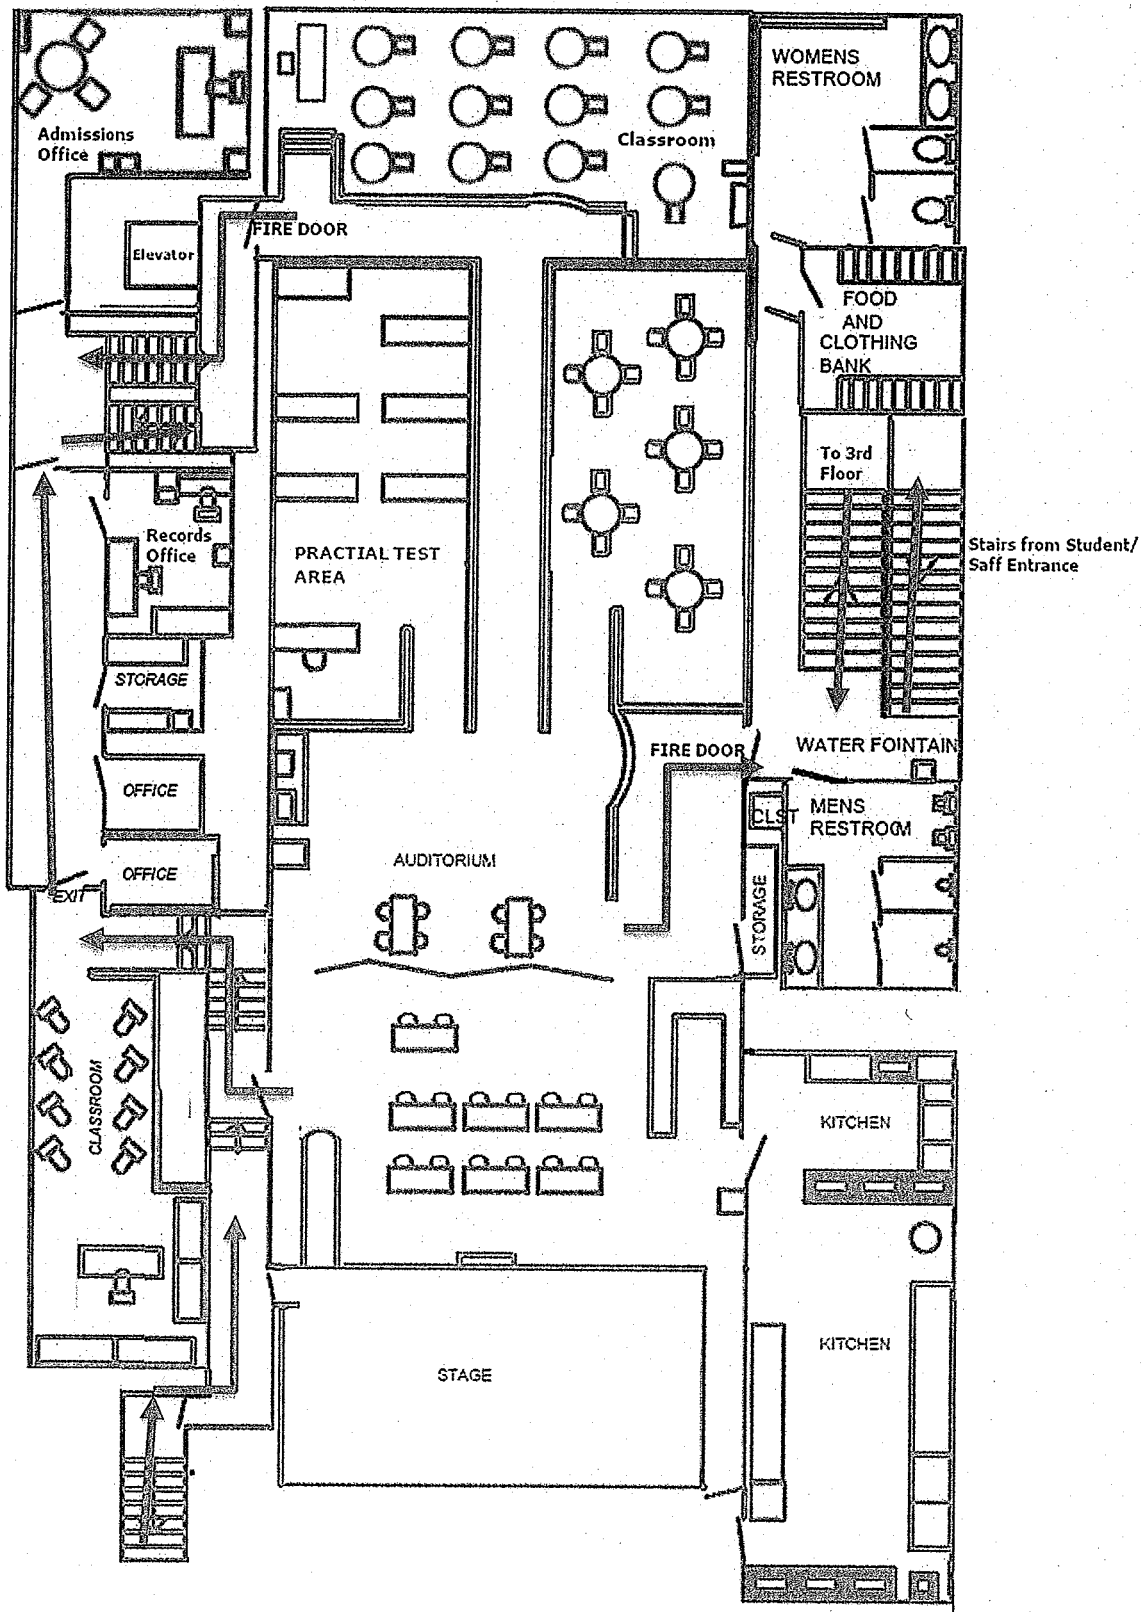 WOMENS
RESTROOM
Admissions
Office
Classroom
FIRE DOOR
Elevator
FOOD
AND
CLOTHING
BANK
To 3rd
Floor
Records
Office
PRACTIAL TEST
AREA
Stairs from Student/
Saff Entrance
STORAGE
FIRE DOOR
WATER FOINTAIN
OFFICE
CLST
MENS
RESTROOM
AUDITORIUM
OFFICE
EXIT
STORAGE
CLASSROOM
KITCHEN
KITCHEN
STAGE